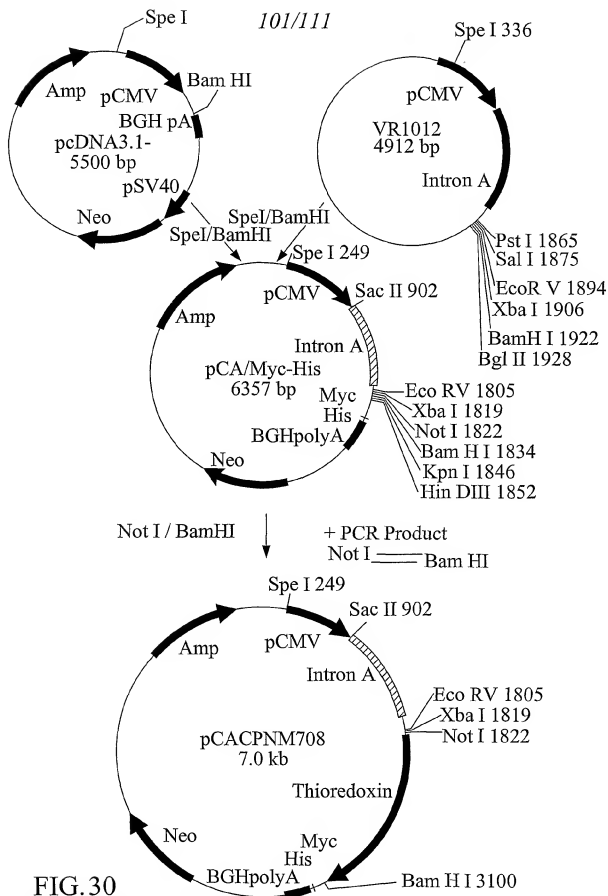 101/111
Spe I
Amp
pCMV
Bam HI
BGH pA
pcDNA3.1-
5500 bp
pSV40
Neo
SpeI/BamHI
Spe I 336
pCMV
VR1012
4912 bp
Intron A
Pst I 1865
Sal I 1875
EcoR V 1894
Xba I 1906
BamH I 1922
Bgl II 1928
SpeI/BamHI
Spe I 249
pCMV
Sac II 902
Amp
Intron A
pCA/Myc-His
6357 bp
Myc
His
BGHpolyA
Neo
Eco RV 1805
Xba I 1819
Not I 1822
Bam H I 1834
Kpn I 1846
Hin DIII 1852
Not I / BamHI
+ PCR Product
Not I
Bam HI
Spe I 249
pCMV
Sac II 902
Amp
Intron A
Eco RV 1805
Xba I 1819
Not I 1822
pCACPNM708
7.0 kb
Thioredoxin
Neo
Myc
His
BGHpolyA
Bam H I 3100
FIG.30